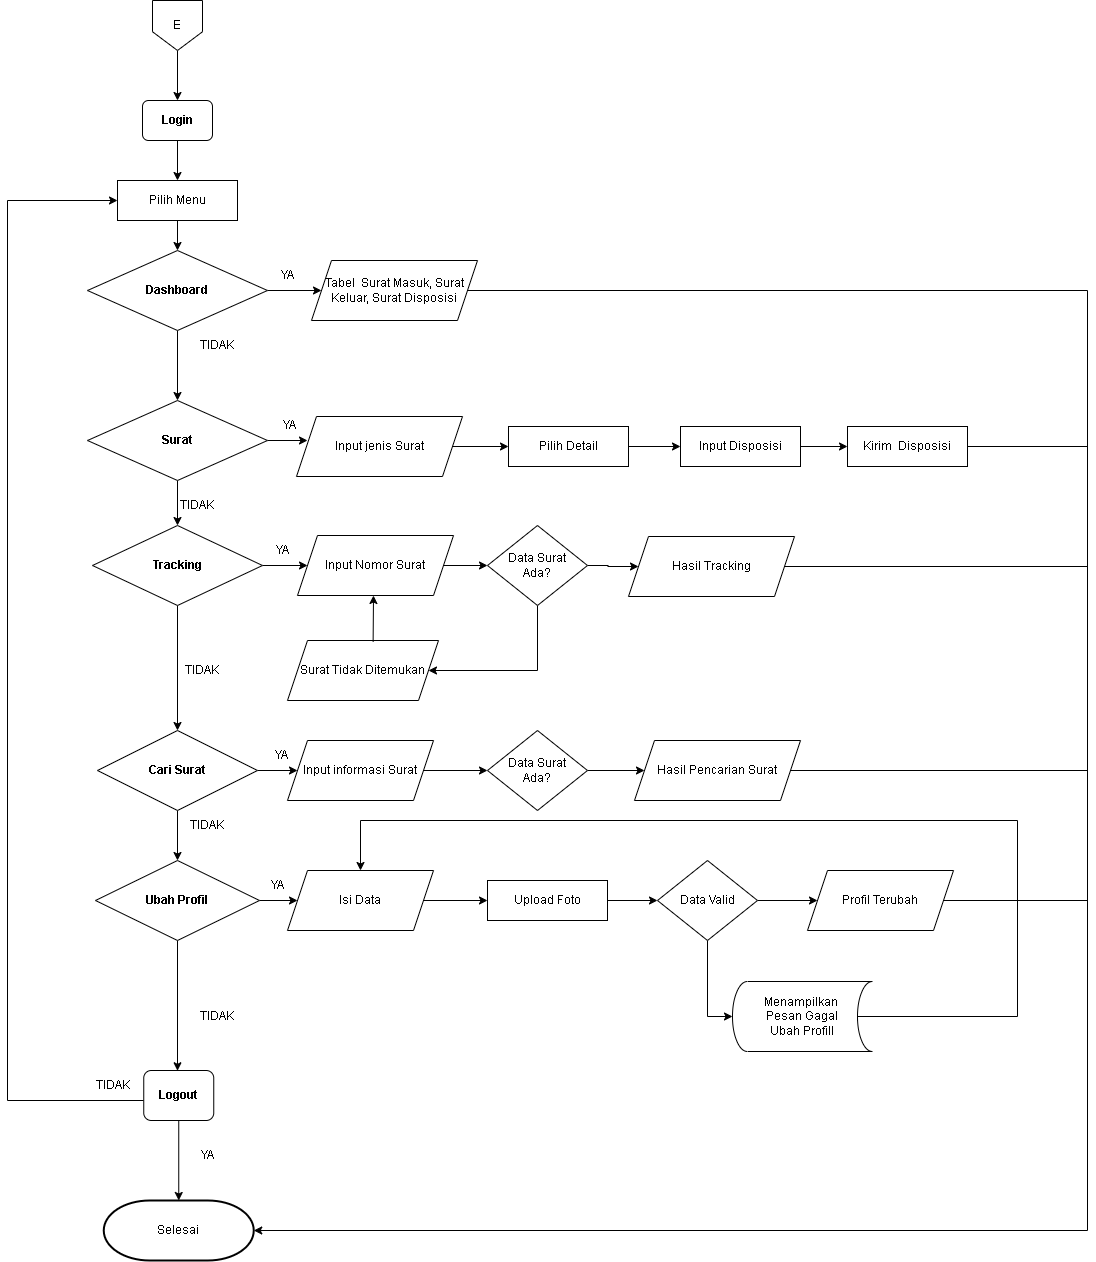 E
Login
Pilih Menu
Dashboard
YA
Tabel Surat Masuk, Surat
Keluar, Surat Disposisi
TIDAK
Surat
YA
Input jenis Surat
Pilih Detail
Input Disposisi
Kirim Disposisi
TIDAK
Tracking
YA
Input Nomor Surat
Data Surat
Ada?
Hasil Tracking
Surat Tidak Ditemukan
TIDAK
Cari Surat
YA
Input informasi Surat
Data Surat
Ada?
Hasil Pencarian Surat
TIDAK
Ubah Profil
YA
Isi Data
Upload Foto
Data Valid
Profil Terubah
Menampilkan
Pesan Gagal
Ubah Profill
TIDAK
Logout
TIDAK
YA
Selesai